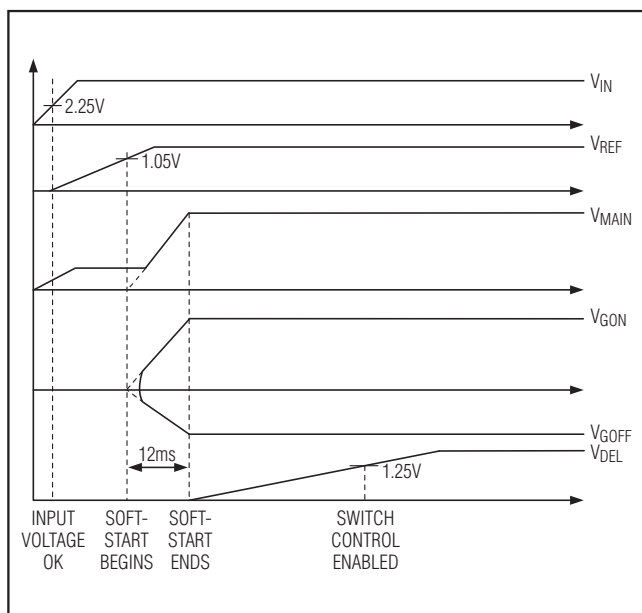 V_IN
2.25V
V_REF
1.05V
V_MAIN
V_GON
V_GOFF
12ms
V_DEL
1.25V
INPUT
VOLTAGE
OK
SOFT-
START
BEGINS
SOFT-
START
ENDS
SWITCH
CONTROL
ENABLED